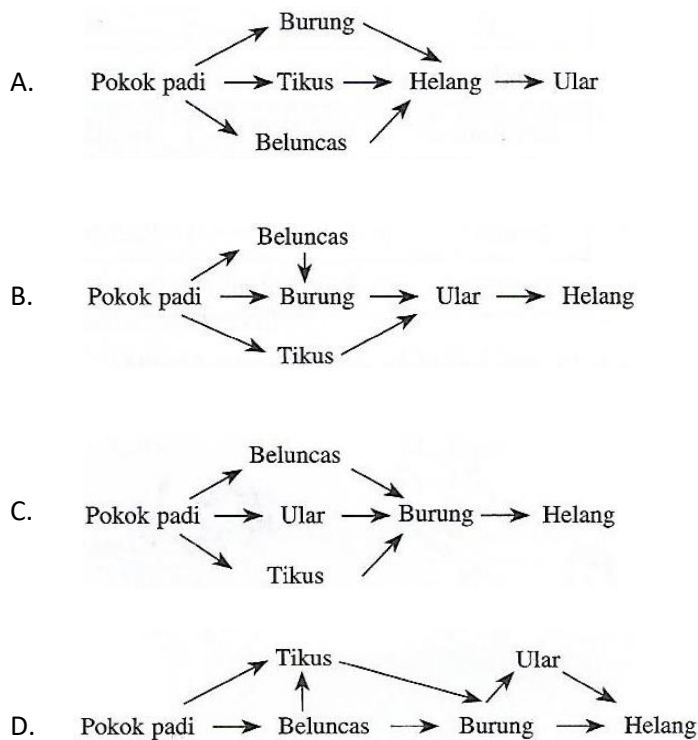 Burung
A. Pokok padi Tikus Helang Ular
Beluncas
Beluncas
B. Pokok padi Burung Ular Helang
Tikus
Beluncas
C. Pokok padi Ular Burung Helang
Tikus
Tikus Ular
D. Pokok padi Beluncas Burung Helang